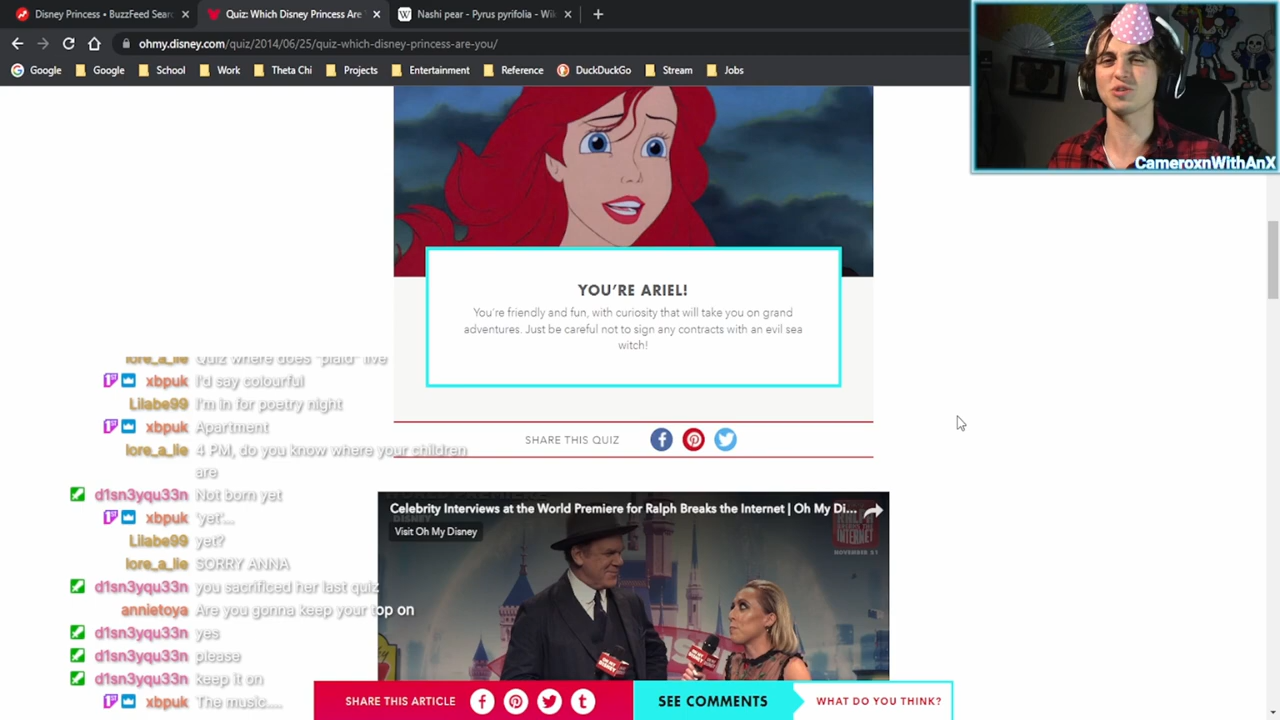 Disney Princess • BuzzFeed Sear
Quiz: Which Disney Princess Are
Nashi pear - Pyrus pyrifolia - Wik
ohmy.disney.com/quiz/2014/06/25/quiz-which-disney-princess-are-you/
Google
Google
School
Work
Theta Chi
Projects
Entertainment
Reference
DuckDuckGo
Stream
Jobs
CameroxnWithAnX
YOU'RE ARIEL!
You're friendly and fun, with curiosity that will take you on grand
adventures. Just be careful not to sign any contracts with an evil sea
witch!
lore_a_lie Quiz where does "plaid" live
xbpuk I'd say colourful
Lilabe99 I'm in for poetry night
xbpuk Apartment
lore_a_lie 4 PM, do you know where your children
are
d1sn3yqu33n Not born yet
xbpuk 'yet'...
Lilabe99 yet?
lore_a_lie SORRY ANNA
d1sn3yqu33n you sacrificed her last quiz
annietoya Are you gonna keep your top on
d1sn3yqu33n yes
d1sn3yqu33n please
d1sn3yqu33n keep it on
xbpuk The music....
SHARE THIS QUIZ
Celebrity Interviews at the World Premiere for Ralph Breaks the Internet | Oh My Di...
Visit Oh My Disney
NOVEMBER 21
SHARE THIS ARTICLE
SEE COMMENTS
WHAT DO YOU THINK?